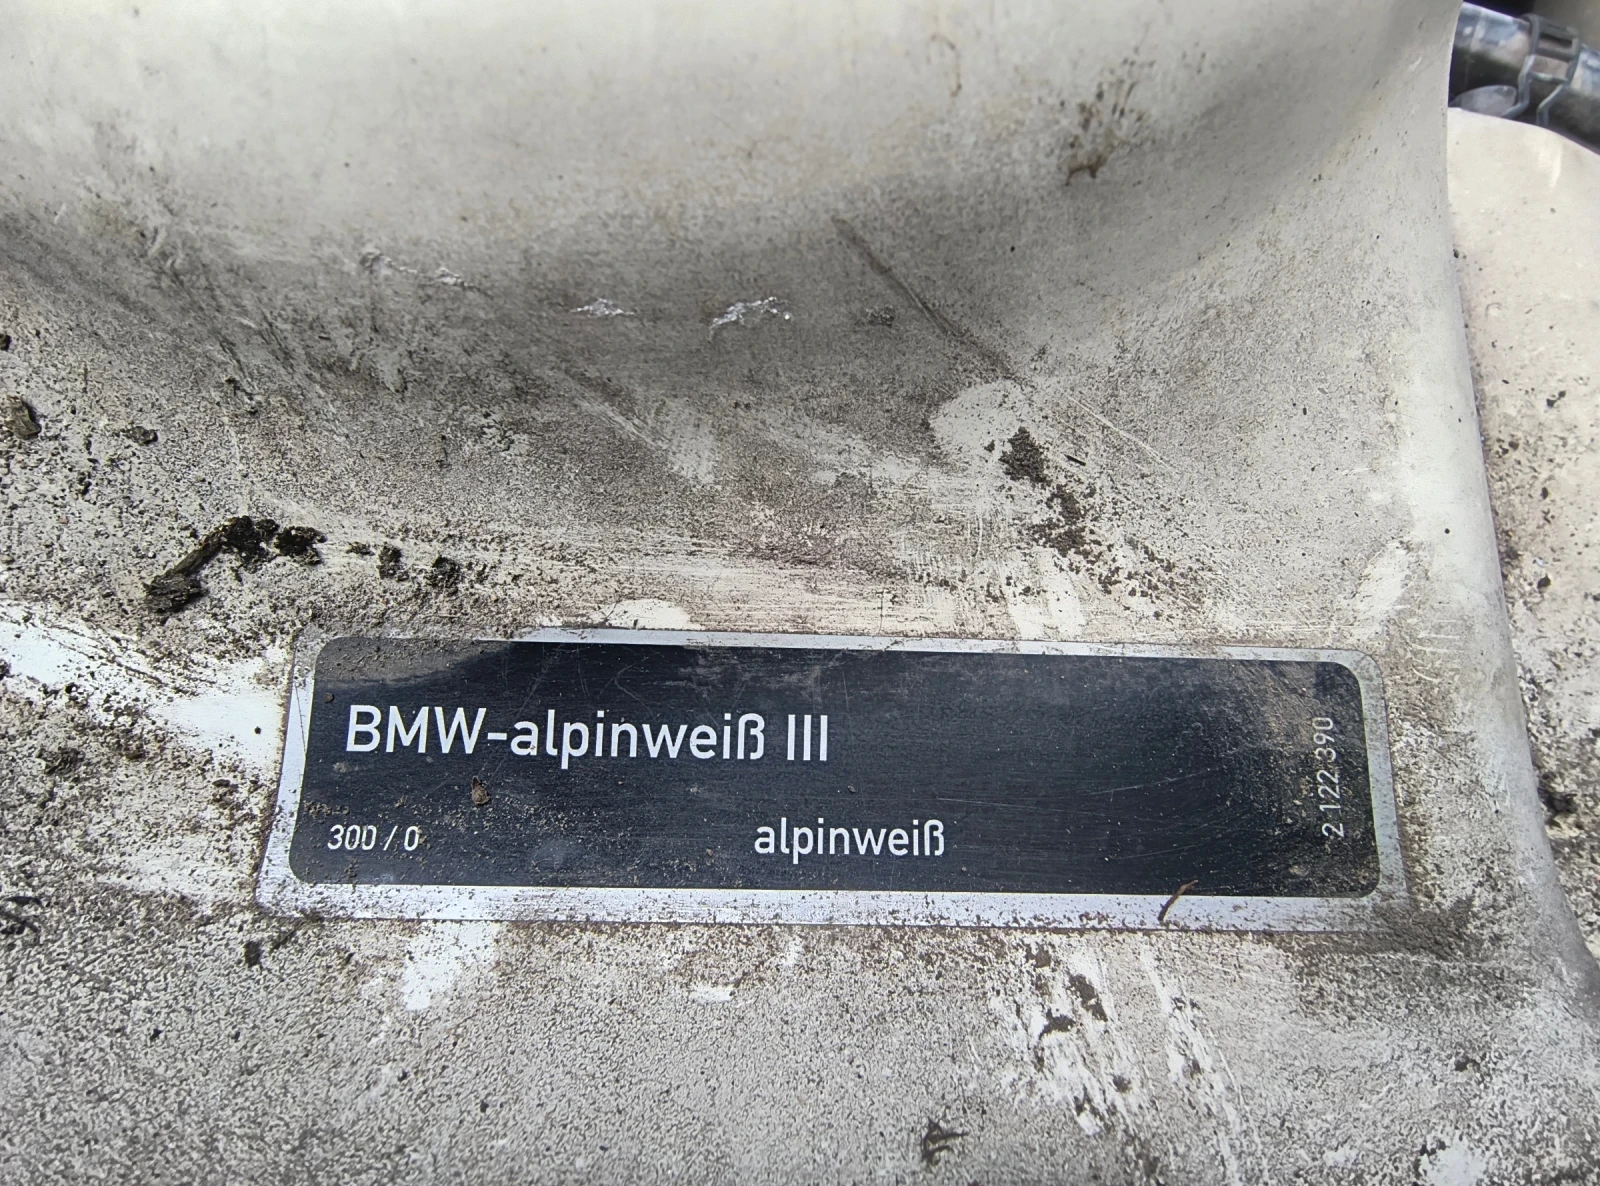 BMW-alpinweiß III
300 / 0
alpinweiß
2 122 390